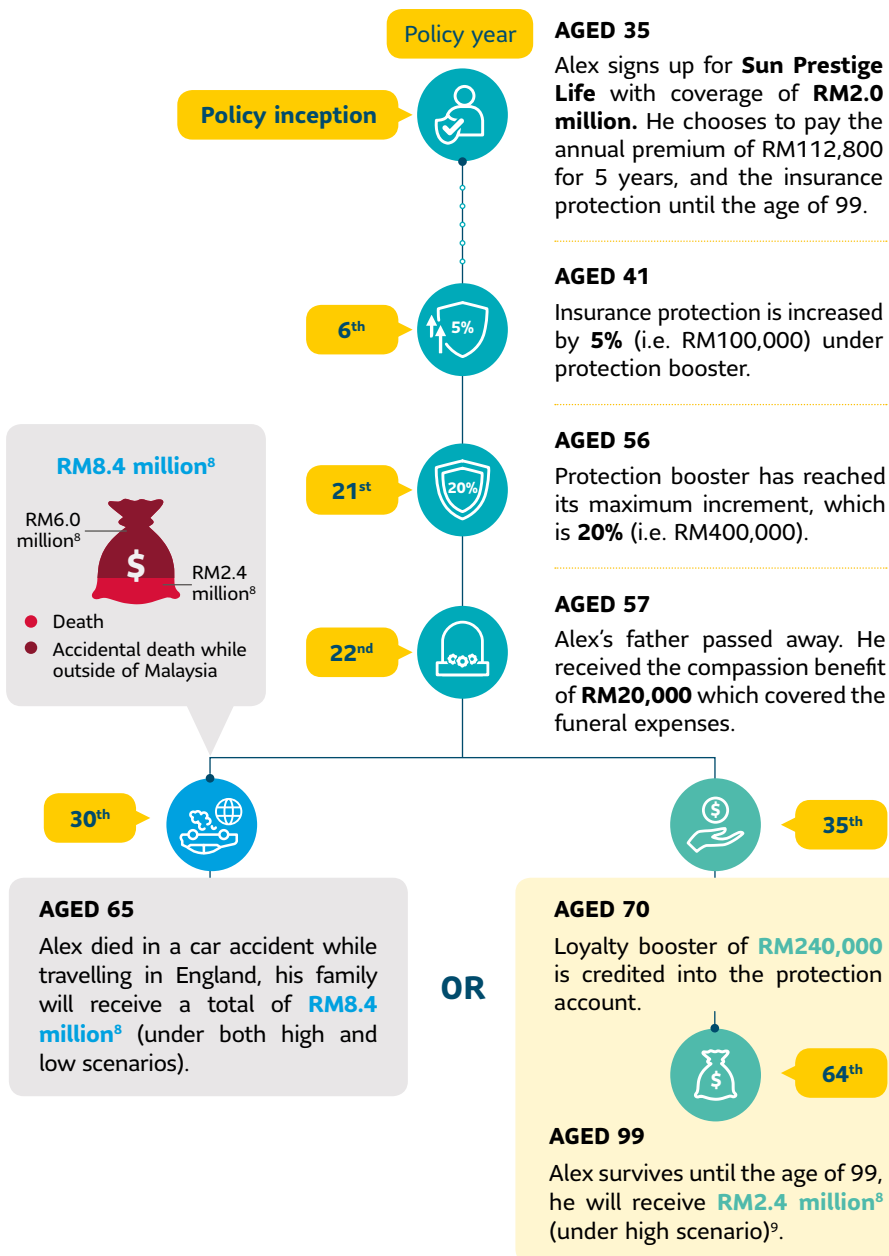 Policy year
Policy inception
AGED 35
Alex signs up for Sun Prestige
Life with coverage of RM2.0
million. He chooses to pay the
annual premium of RM112,800
for 5 years, and the insurance
protection until the age of 99.
6th
5%
AGED 41
Insurance protection is increased
by 5% (i.e. RM100,000) under
protection booster.
21st
20%
AGED 56
Protection booster has reached
its maximum increment, which
is 20% (i.e. RM400,000).
22nd
AGED 57
Alex's father passed away. He
received the compassion benefit
of RM20,000 which covered the
funeral expenses.
RM8.4 million⁸
RM6.0
million⁸
$
RM2.4
million⁸
Death
Accidental death while
outside of Malaysia
30th
AGED 65
Alex died in a car accident while
travelling in England, his family
will receive a total of RM8.4
million⁸ (under both high and
low scenarios).
OR
$
35th
AGED 70
Loyalty booster of RM240,000
is credited into the protection
account.
$
64th
AGED 99
Alex survives until the age of 99,
he will receive RM2.4 million⁸
(under high scenario)⁹.